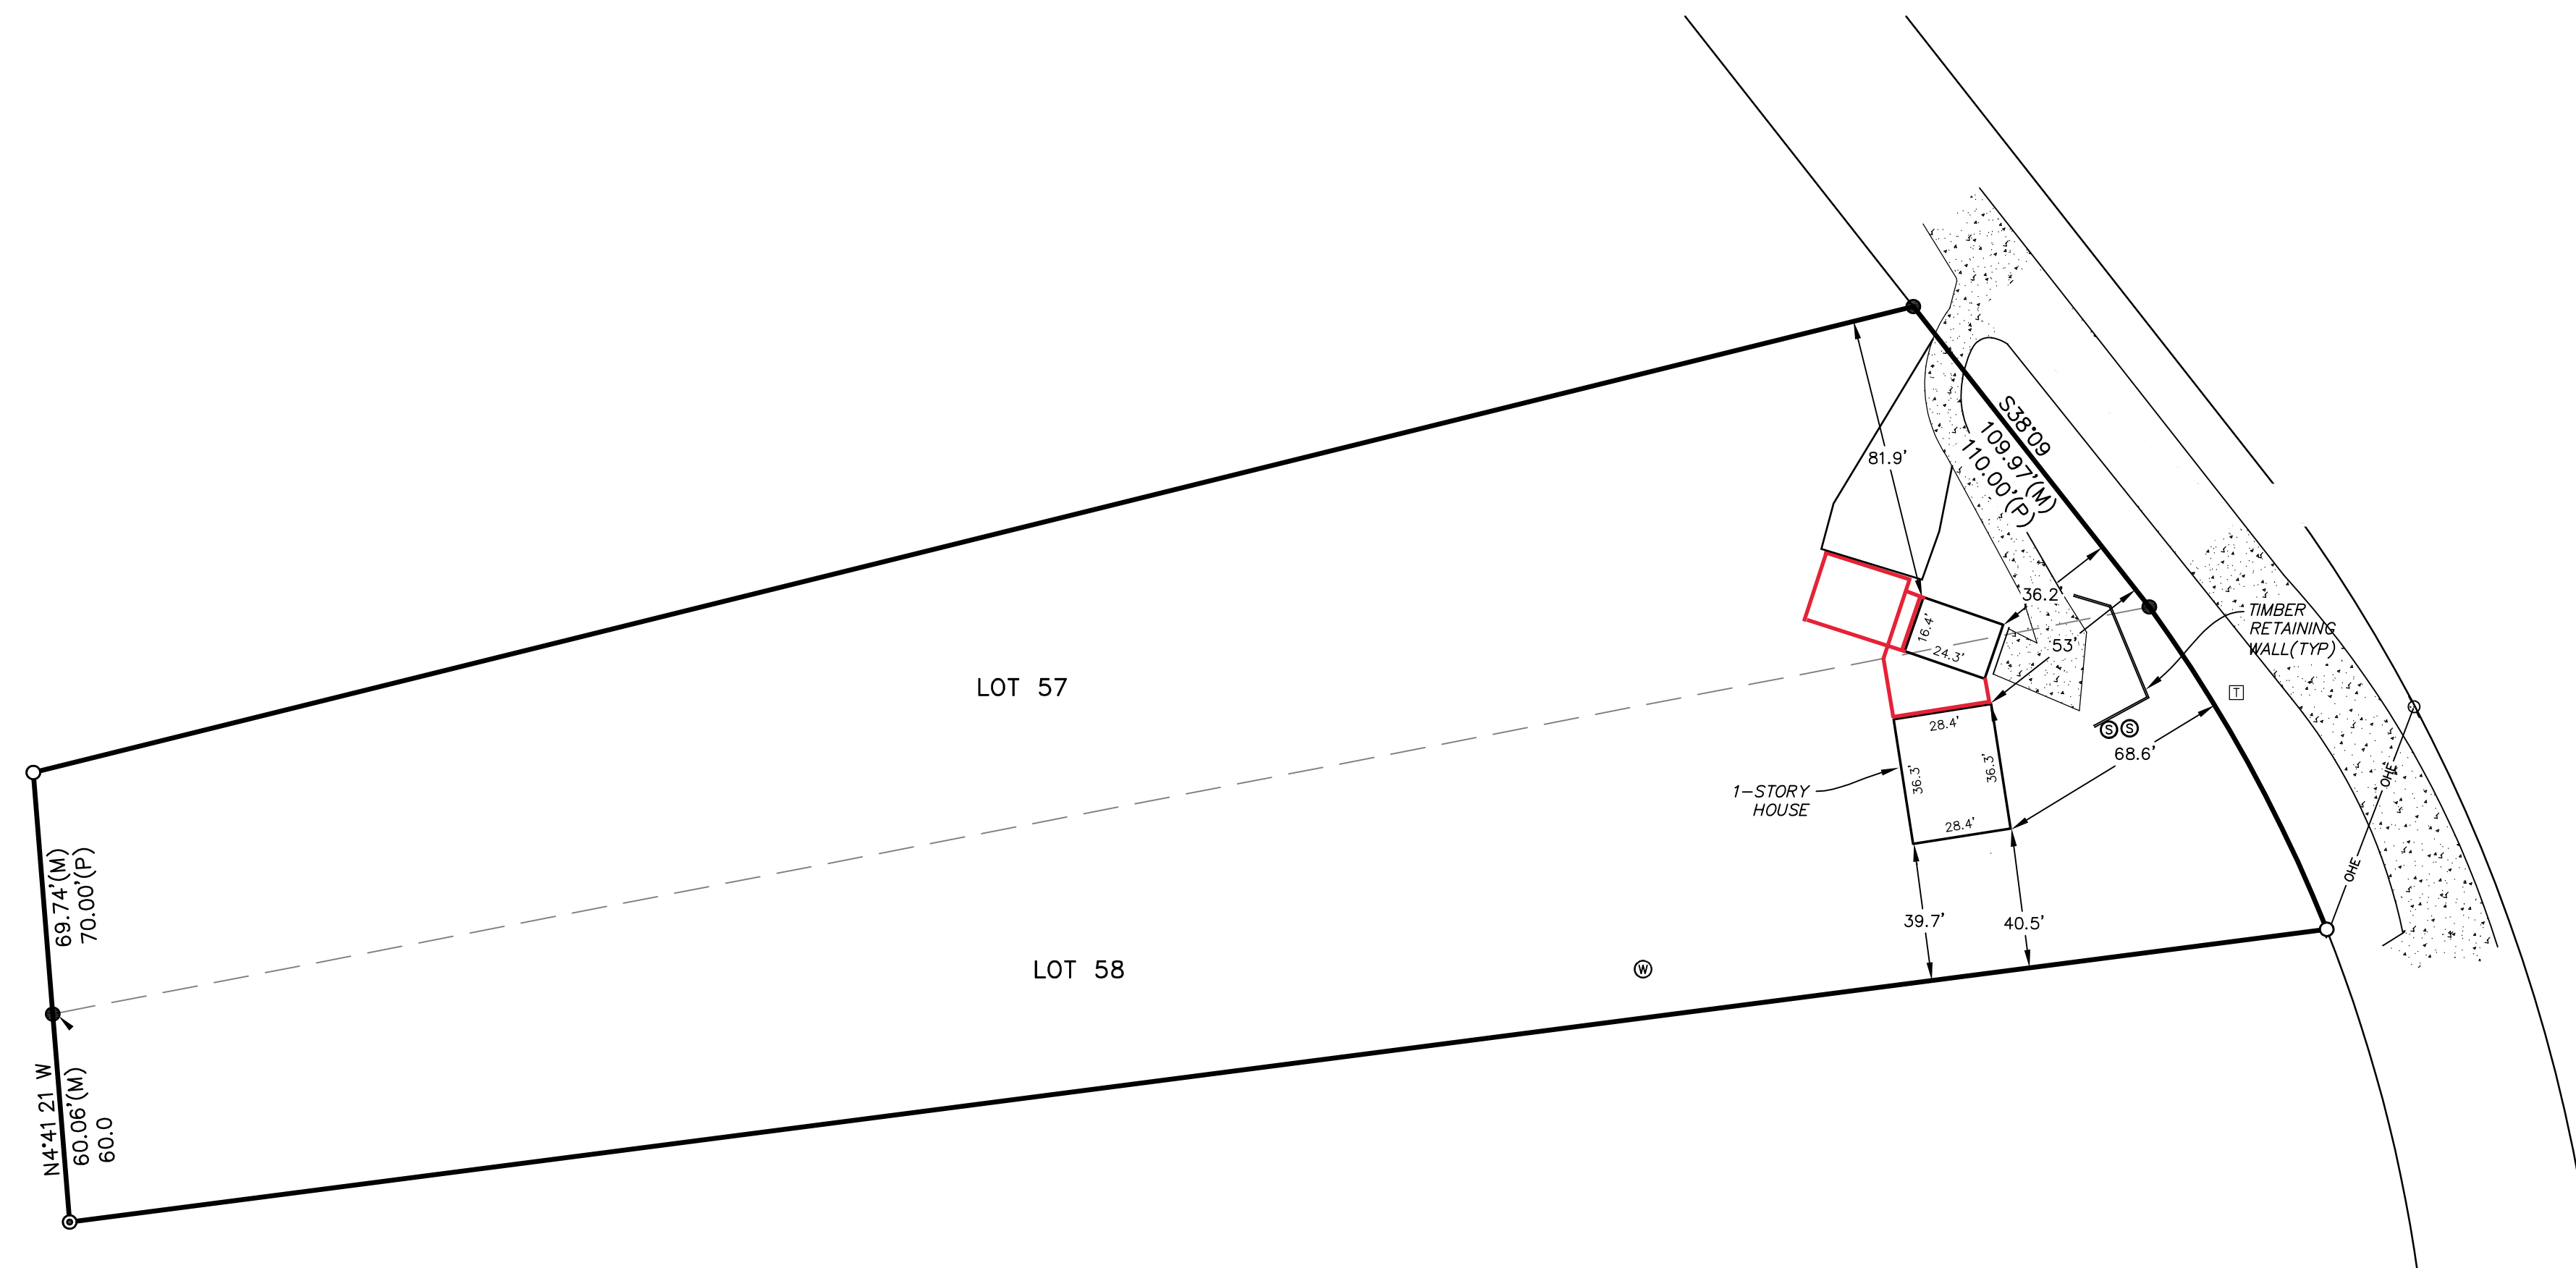 S38°09
109.97'(M)
110.00'(P)
81.9'
36.2'
16.4'
24.3'
53'
TIMBER
RETAINING
WALL(TYP)
T
LOT 57
28.4'
S S
68.6'
36.3'
36.3'
1-STORY
HOUSE
28.4'
OHE
OHE
69.74'(M)
70.00'(P)
39.7'
40.5'
LOT 58
W
N4°41 21 W
60.06'(M)
60.0